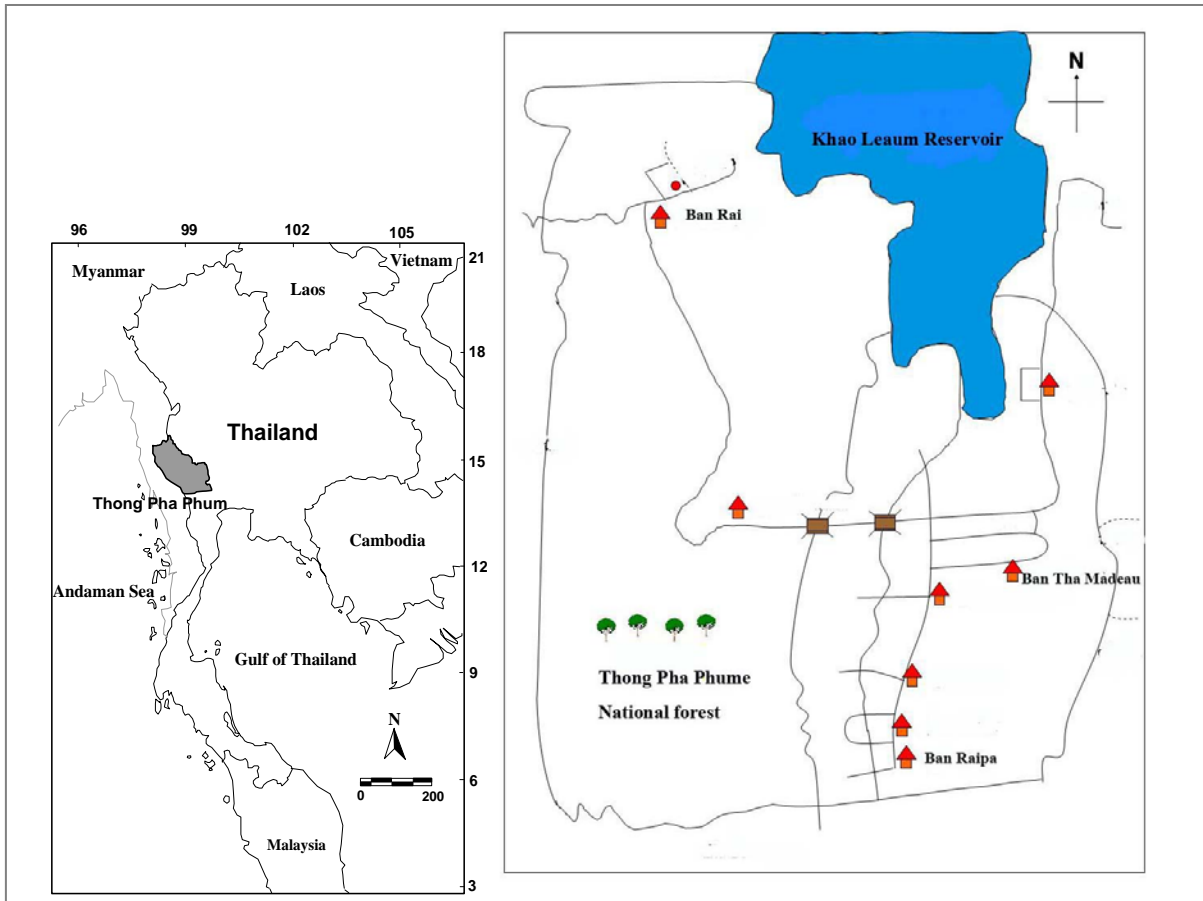 96 99 102 105
Myanmar
Vietnam
21
Laos
18
Thailand
15
Thong Pha Phum
Cambodia
12
Andaman Sea
Gulf of Thailand
9
N
6
0 200
Malaysia
3
N
Khao Leaum Reservoir
Ban Rai
Ban Tha Madeau
Thong Pha Phume
National forest
Ban Raipa